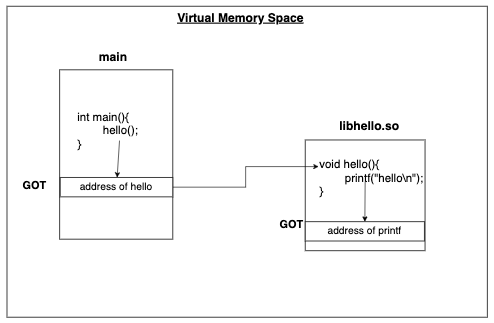 Virtual Memory Space
main
int main(){
hello();
}
GOT
address of hello
libhello.so
void hello(){
printf("hello\n");
}
GOT
address of printf